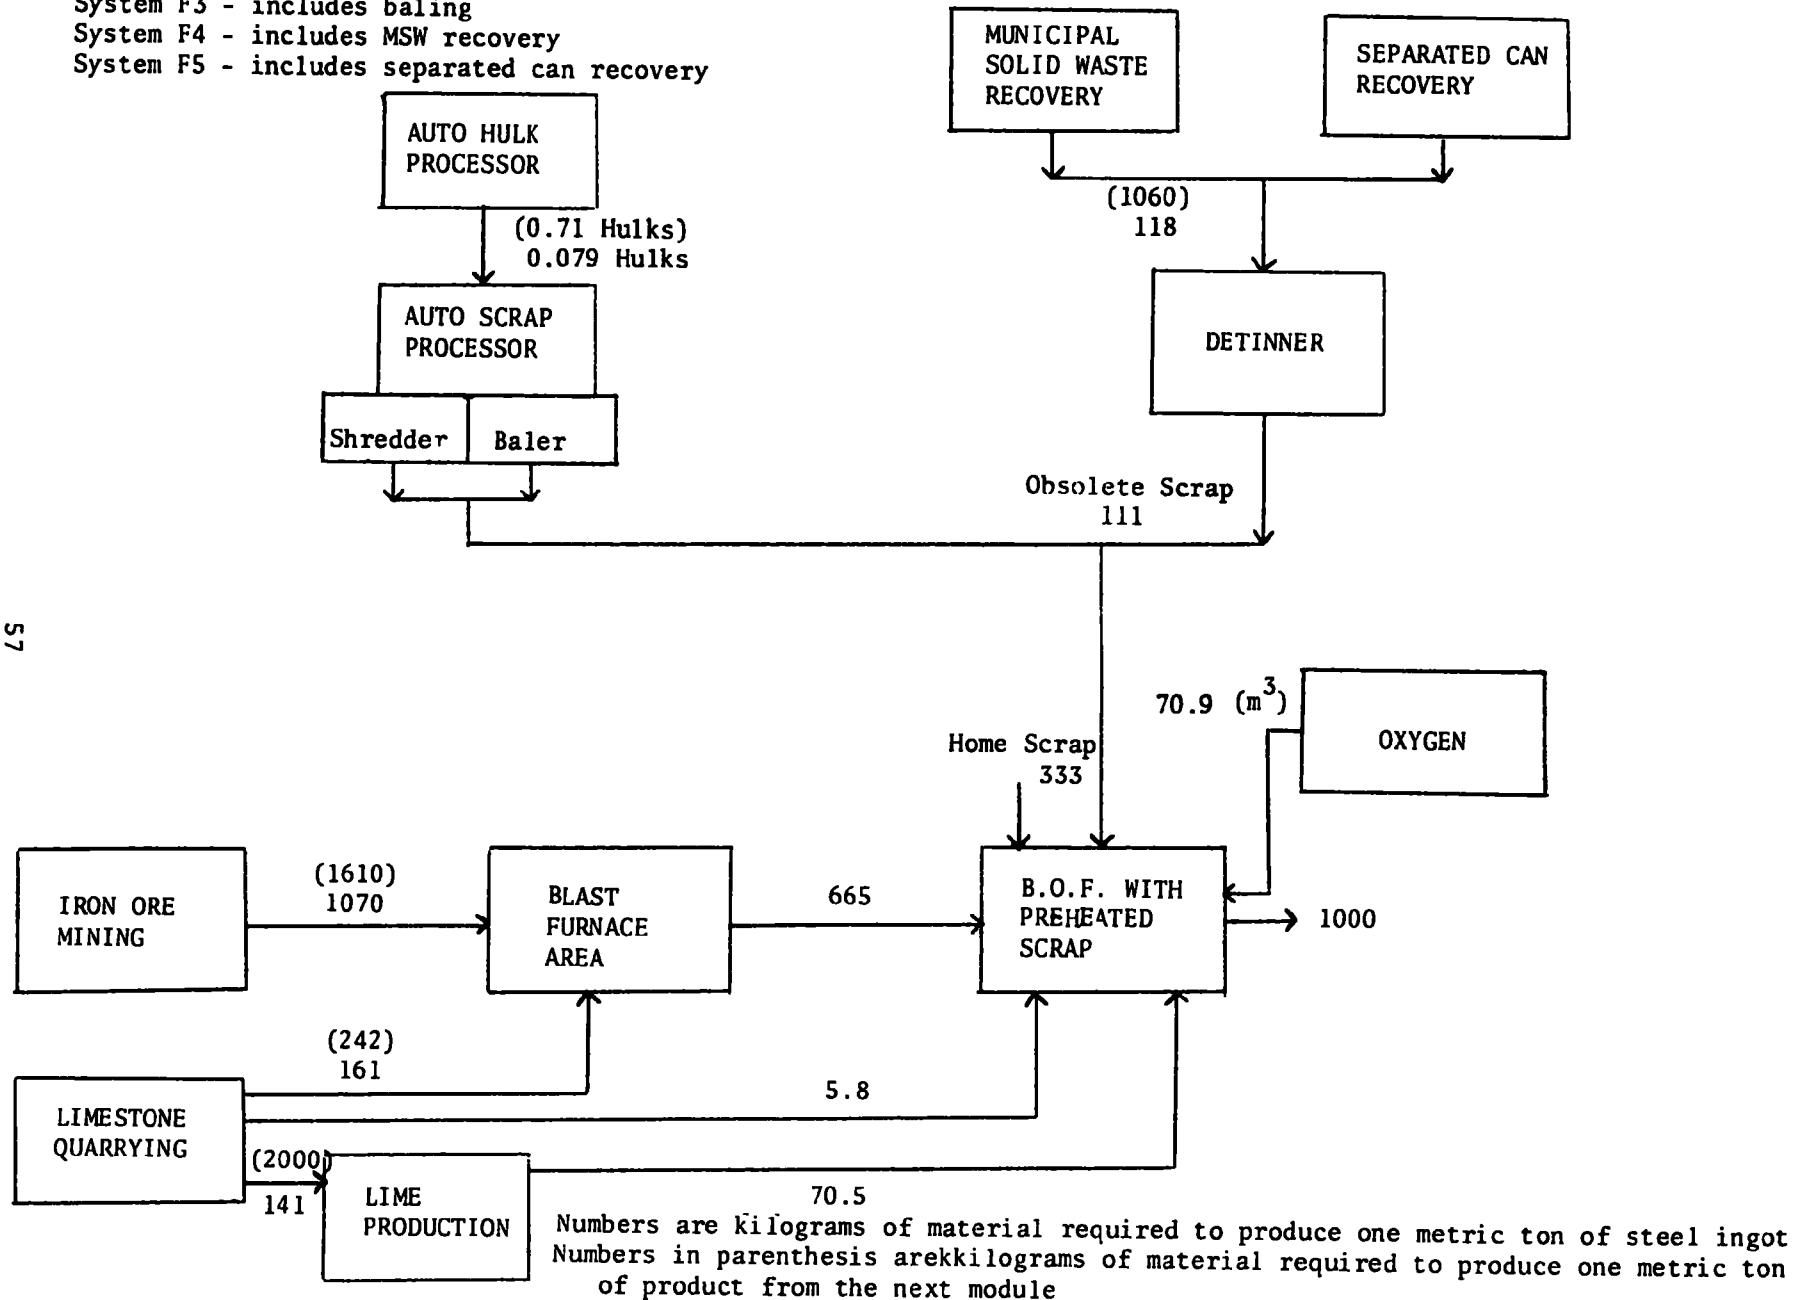 System F3 - includes baling
System F4 - includes MSW recovery
System F5 - includes separated can recovery
MUNICIPAL
SOLID WASTE
RECOVERY
SEPARATED CAN
RECOVERY
AUTO HULK
PROCESSOR
(0.71 Hulks)
0.079 Hulks
(1060)
118
AUTO SCRAP
PROCESSOR
Shredder
Baler
DETINNER
Obsolete Scrap
111
57
70.9 (m3)
OXYGEN
Home Scrap
333
IRON ORE
MINING
(1610)
1070
BLAST
FURNACE
AREA
665
B.O.F. WITH
PREHEATED
SCRAP
1000
(242)
161
5.8
LIMESTONE
QUARRYING
(2000)
141
LIME
PRODUCTION
70.5
Numbers are kilograms of material required to produce one metric ton of steel ingot
Numbers in parenthesis arekkilograms of material required to produce one metric ton
of product from the next module